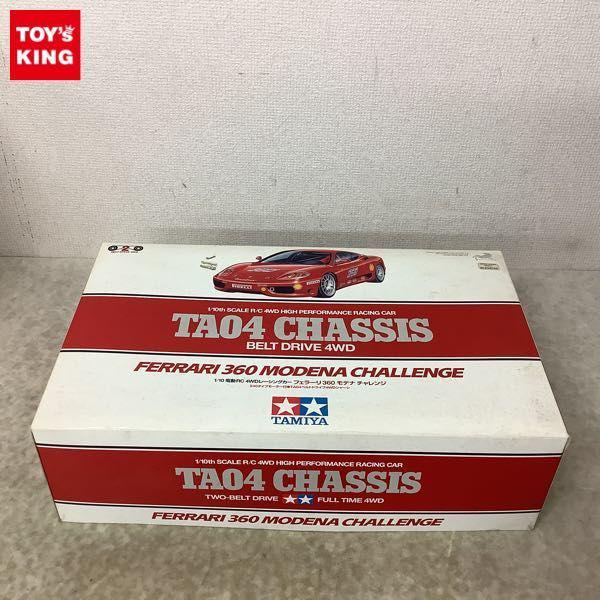 TOY's
KING
1/10th SCALE R/C 4WD HIGH PERFORMANCE RACING CAR
TA04 CHASSIS
BELT DRIVE 4WD
FERRARI 360 MODENA CHALLENGE
1/10 電動RC 4WDレーシングカー フェラーリ360 モデナ チャレンジ
TAMIYA
1/10th SCALE R/C 4WD HIGH PERFORMANCE RACING CAR
TA04 CHASSIS
TWO-BELT DRIVE FULL TIME 4WD
FERRARI 360 MODENA CHALLENGE